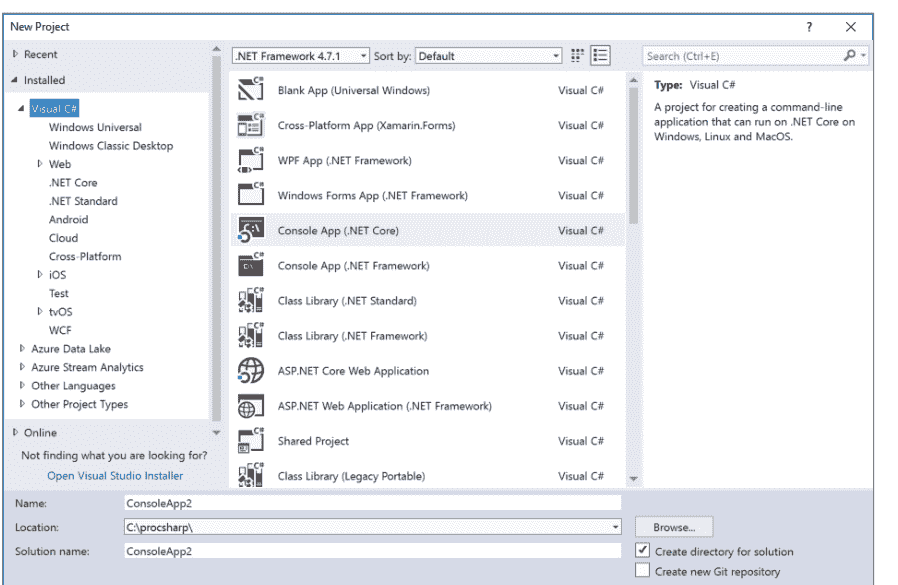 New Project
? X
Recent
Installed
Visual C#
Windows Universal
Windows Classic Desktop
Web
.NET Core
.NET Standard
Android
Cloud
Cross-Platform
iOS
Test
tvOS
WCF
Azure Data Lake
Azure Stream Analytics
Other Languages
Other Project Types
Online
Not finding what you are looking for?
Open Visual Studio Installer
.NET Framework 4.7.1 Sort by: Default
Blank App (Universal Windows) Visual C#
Cross-Platform App (Xamarin.Forms) Visual C#
WPF App (.NET Framework) Visual C#
Windows Forms App (.NET Framework) Visual C#
Console App (.NET Core) Visual C#
Console App (.NET Framework) Visual C#
Class Library (.NET Standard) Visual C#
Class Library (.NET Framework) Visual C#
ASP.NET Core Web Application Visual C#
ASP.NET Web Application (.NET Framework) Visual C#
Shared Project Visual C#
Class Library (Legacy Portable) Visual C#
Search (Ctrl+E)
Type: Visual C#
A project for creating a command-line
application that can run on .NET Core on
Windows, Linux and MacOS.
Name: ConsoleApp2
Location: C:\procsharp\ Browse...
Solution name: ConsoleApp2
Create directory for solution
Create new Git repository